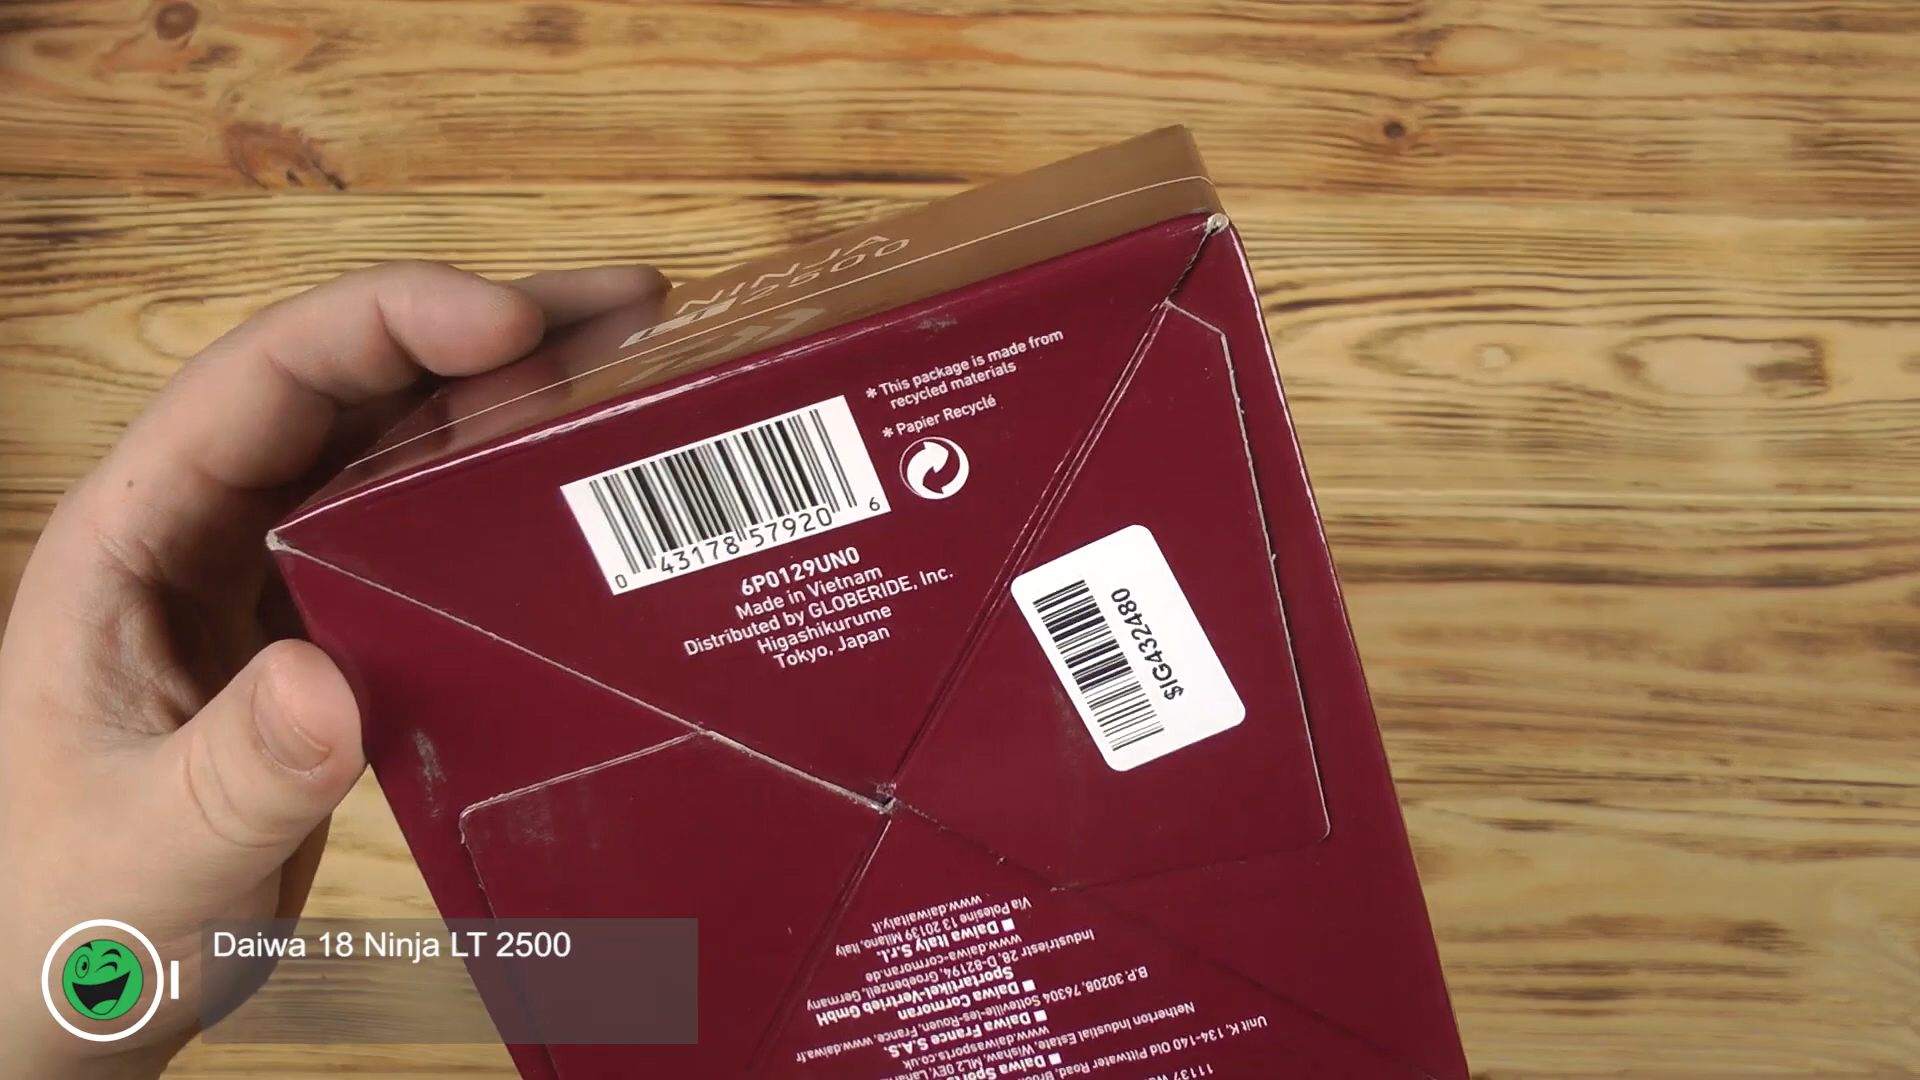 NINJA
LT 2500
* This package is made from
recycled materials
* Papier Recyclé
0 43178 57920 6
6P0129UN0
Made in Vietnam
Distributed by GLOBERIDE, Inc.
Higashikurume
Tokyo, Japan
$IG432480
Unit K, 134-140 Old Pittwater Road,
Netherton Industial Estate, Wishaw, ML2 0EY,
www.daiwasports.co.uk
■ Daiwa France S.A.S.
B.P. 30208, 76304 Sotteville-les-Rouen, France, www.daiwa.fr
■ Daiwa Cormoran
Sportartikel-Vertrieb GmbH
Industriestr. 28, D-82194, Groebenzell, Germany
www.daiwa-cormoran.de
■ Daiwa Italy S.r.l.
Via Polesine 13 20139 Milano, Italy
www.daiwaitaly.it
Daiwa 18 Ninja LT 2500